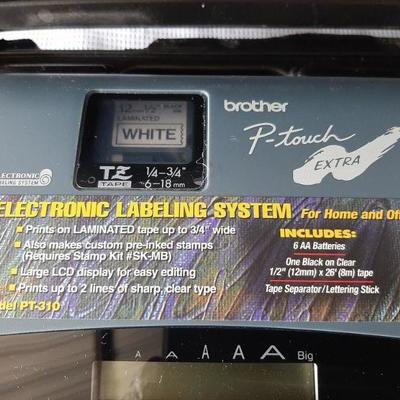 12mm-1/2" BLACK
LAMINATED
WHITE
TZ
TAPE
1/4-3/4"
6-18mm
brother
P-touch
EXTRA
ELECTRONIC
LABELING SYSTEM
ELECTRONIC LABELING SYSTEM For Home and Off
Prints on LAMINATED tape up to 3/4" wide
Also makes custom pre-inked stamps
(Requires Stamp Kit #SK-MB)
Large LCD display for easy editing
Prints up to 2 lines of sharp, clear type
del PT-310
INCLUDES:
6 AA Batteries
One Black on Clear
1/2" (12mm) x 26' (8m) tape
Tape Separator/Lettering Stick
A A A A A Big